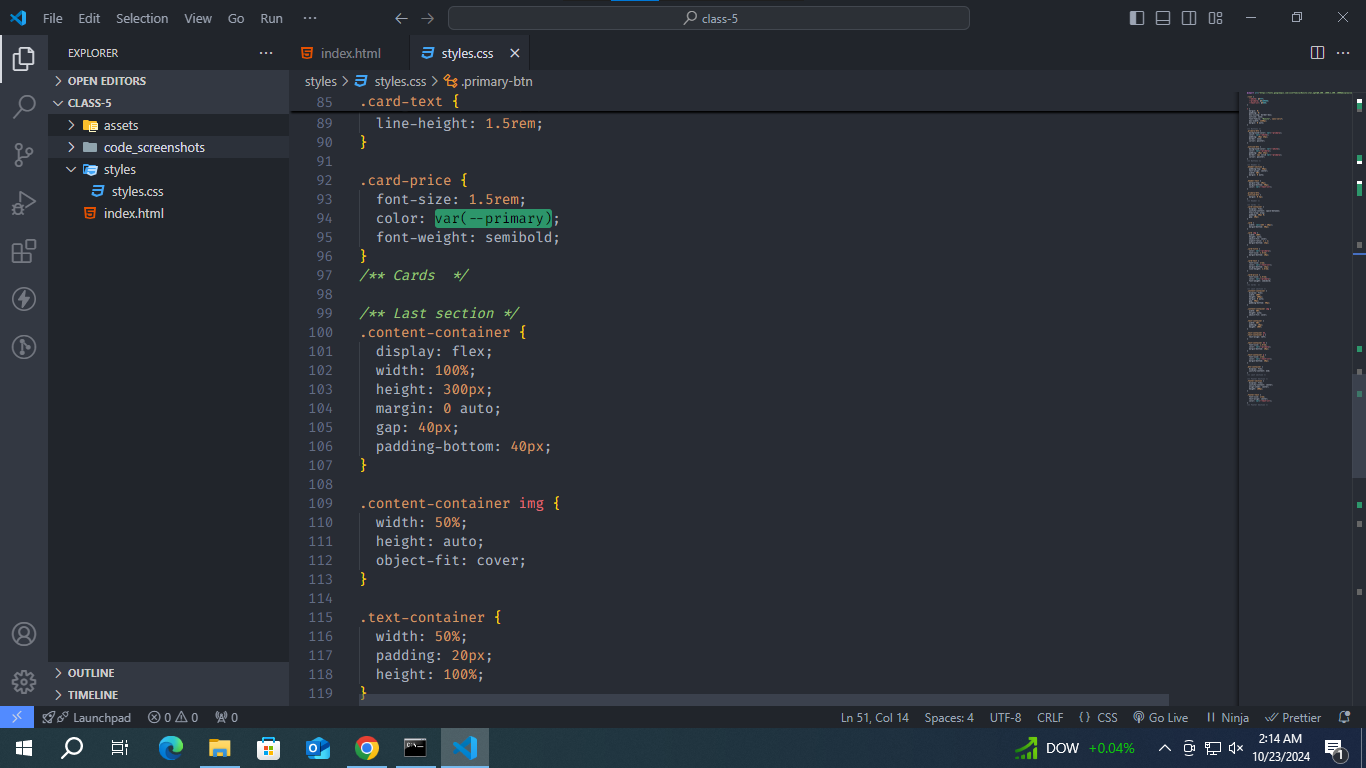 File Edit Selection View Go Run ···
class-5
EXPLORER
OPEN EDITORS
CLASS-5
assets
code_screenshots
styles
styles.css
index.html
OUTLINE
TIMELINE
index.html
styles.css
styles > styles.css > .primary-btn
85 .card-text {
89 line-height: 1.5rem;
90 }
91
92 .card-price {
93 font-size: 1.5rem;
94 color: var(--primary);
95 font-weight: semibold;
96 }
97 /** Cards  */
98
99 /** Last section */
100 .content-container {
101 display: flex;
102 width: 100%;
103 height: 300px;
104 margin: 0 auto;
105 gap: 40px;
106 padding-bottom: 40px;
107 }
108
109 .content-container img {
110 width: 50%;
111 height: auto;
112 object-fit: cover;
113 }
114
115 .text-container {
116 width: 50%;
117 padding: 20px;
118 height: 100%;
119 }
Launchpad 0 0 0 Ln 51, Col 14 Spaces: 4 UTF-8 CRLF {} CSS Go Live Ninja Prettier
DOW +0.04%
2:14 AM
10/23/2024
1